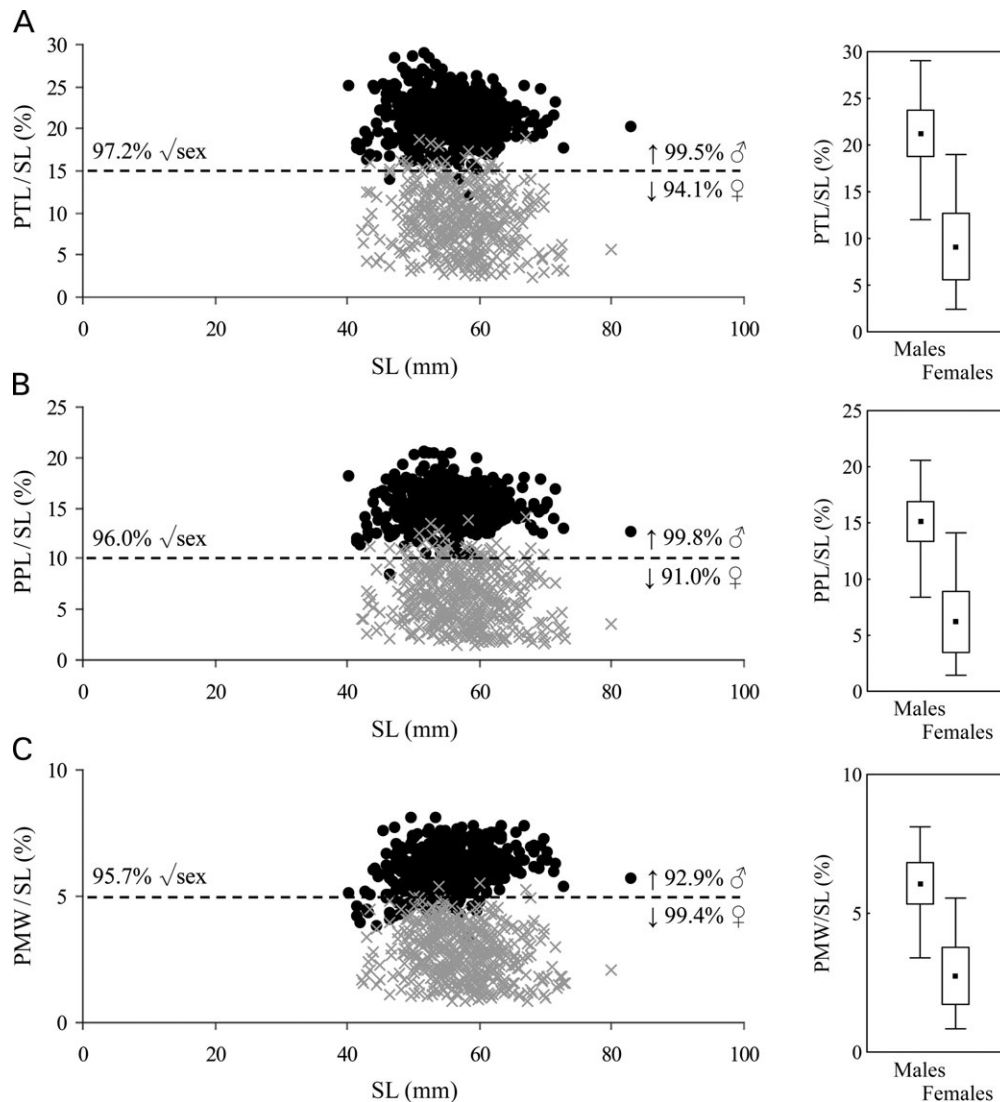 A
PTL/SL (%)
30
25
20
15
10
5
0
97.2% √sex
↑ 99.5% ♂
↓ 94.1% ♀
0 20 40 60 80 100
SL (mm)
PTL/SL (%)
30
25
20
15
10
5
0
Males
Females
B
PPL/SL (%)
25
20
15
10
5
0
96.0% √sex
↑ 99.8% ♂
↓ 91.0% ♀
0 20 40 60 80 100
SL (mm)
PPL/SL (%)
25
20
15
10
5
0
Males
Females
C
PMW/SL (%)
10
5
0
95.7% √sex
↑ 92.9% ♂
↓ 99.4% ♀
0 20 40 60 80 100
SL (mm)
PMW/SL (%)
10
5
0
Males
Females